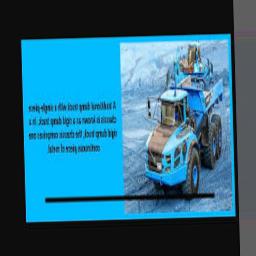 A traditional dump truck with a single-piece
chassis is known as a rigid dump truck. In a
rigid dump truck, the chassis comprises one
continuous piece of metal.